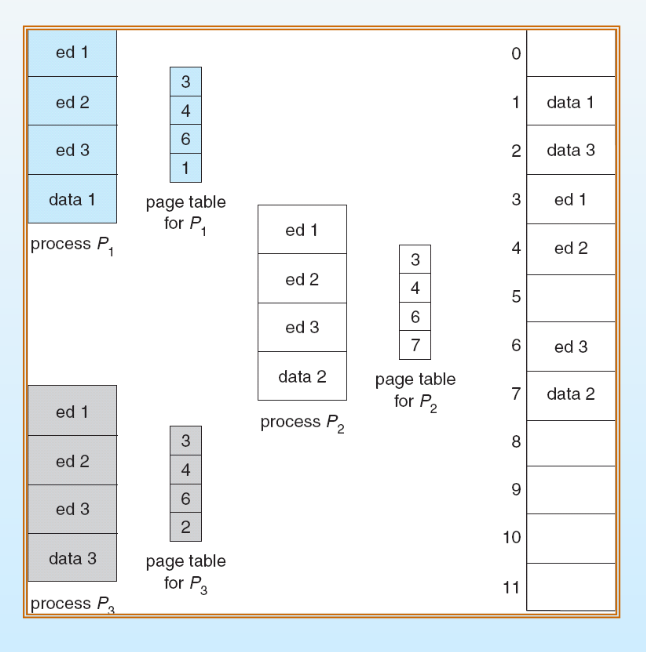 ed 1
ed 2
ed 3
data 1
process P1
3
4
6
1
page table
for P1
ed 1
ed 2
ed 3
data 2
process P2
3
4
6
7
page table
for P2
ed 1
ed 2
ed 3
data 3
process P3
3
4
6
2
page table
for P3
0
1 data 1
2 data 3
3 ed 1
4 ed 2
5
6 ed 3
7 data 2
8
9
10
11